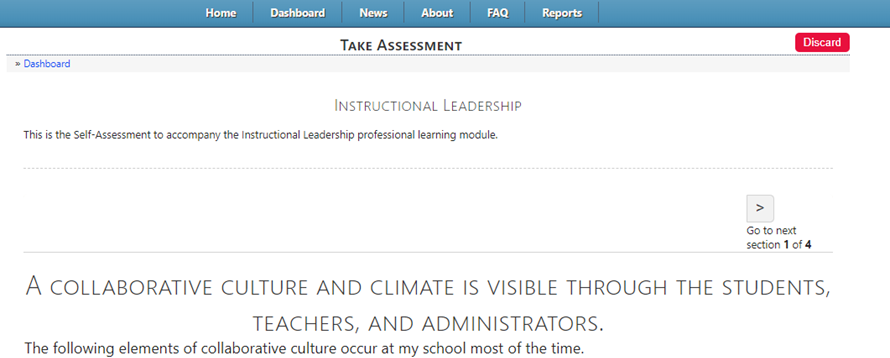 Home Dashboard News About FAQ Reports
Take Assessment Discard
» Dashboard
Instructional Leadership
This is the Self-Assessment to accompany the Instructional Leadership professional learning module.
>
Go to next
section 1 of 4
A collaborative culture and climate is visible through the students,
teachers, and administrators.
The following elements of collaborative culture occur at my school most of the time.